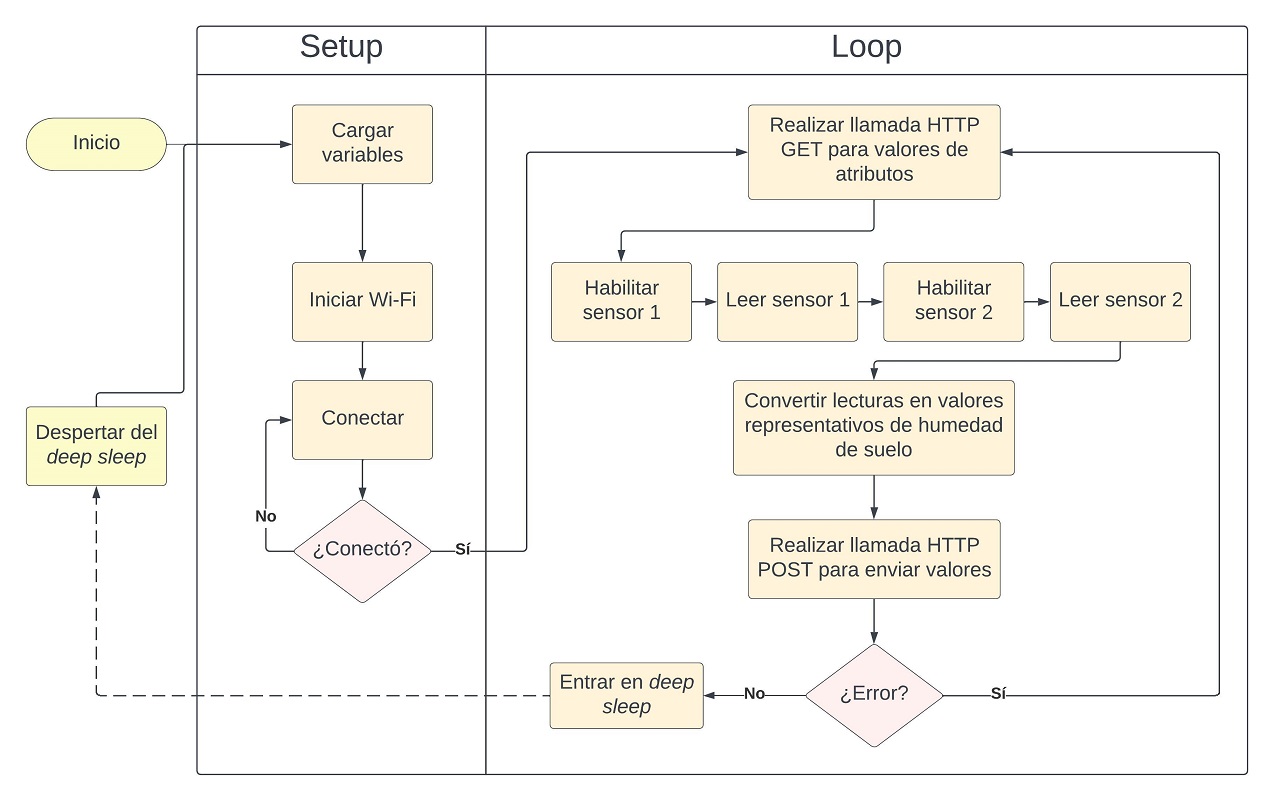 Setup
Loop
Inicio
Cargar
variables
Realizar llamada HTTP
GET para valores de
atributos
Iniciar Wi-Fi
Habilitar
sensor 1
Leer sensor 1
Habilitar
sensor 2
Leer sensor 2
Conectar
Convertir lecturas en valores
representativos de humedad
de suelo
Despertar del
deep sleep
No
¿Conectó?
Sí
Realizar llamada HTTP
POST para enviar valores
Entrar en deep
sleep
No
¿Error?
Sí